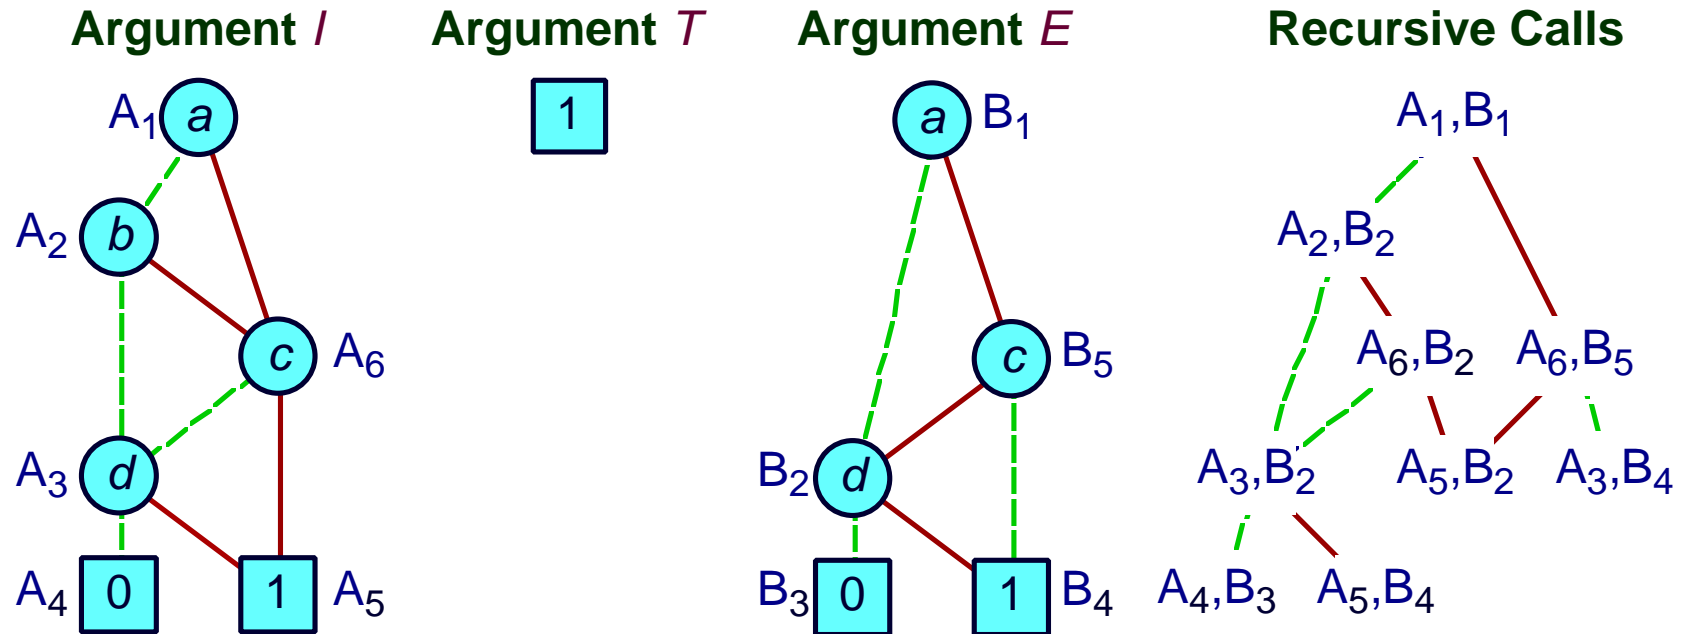 Argument I Argument T Argument E Recursive Calls
A1 a 1 a B1 A1,B1
A2 b A2,B2
c A6 c B5 A6,B2 A6,B5
A3 d B2 d A3,B2 A5,B2 A3,B4
A4 0 1 A5 B3 0 1 B4 A4,B3 A5,B4